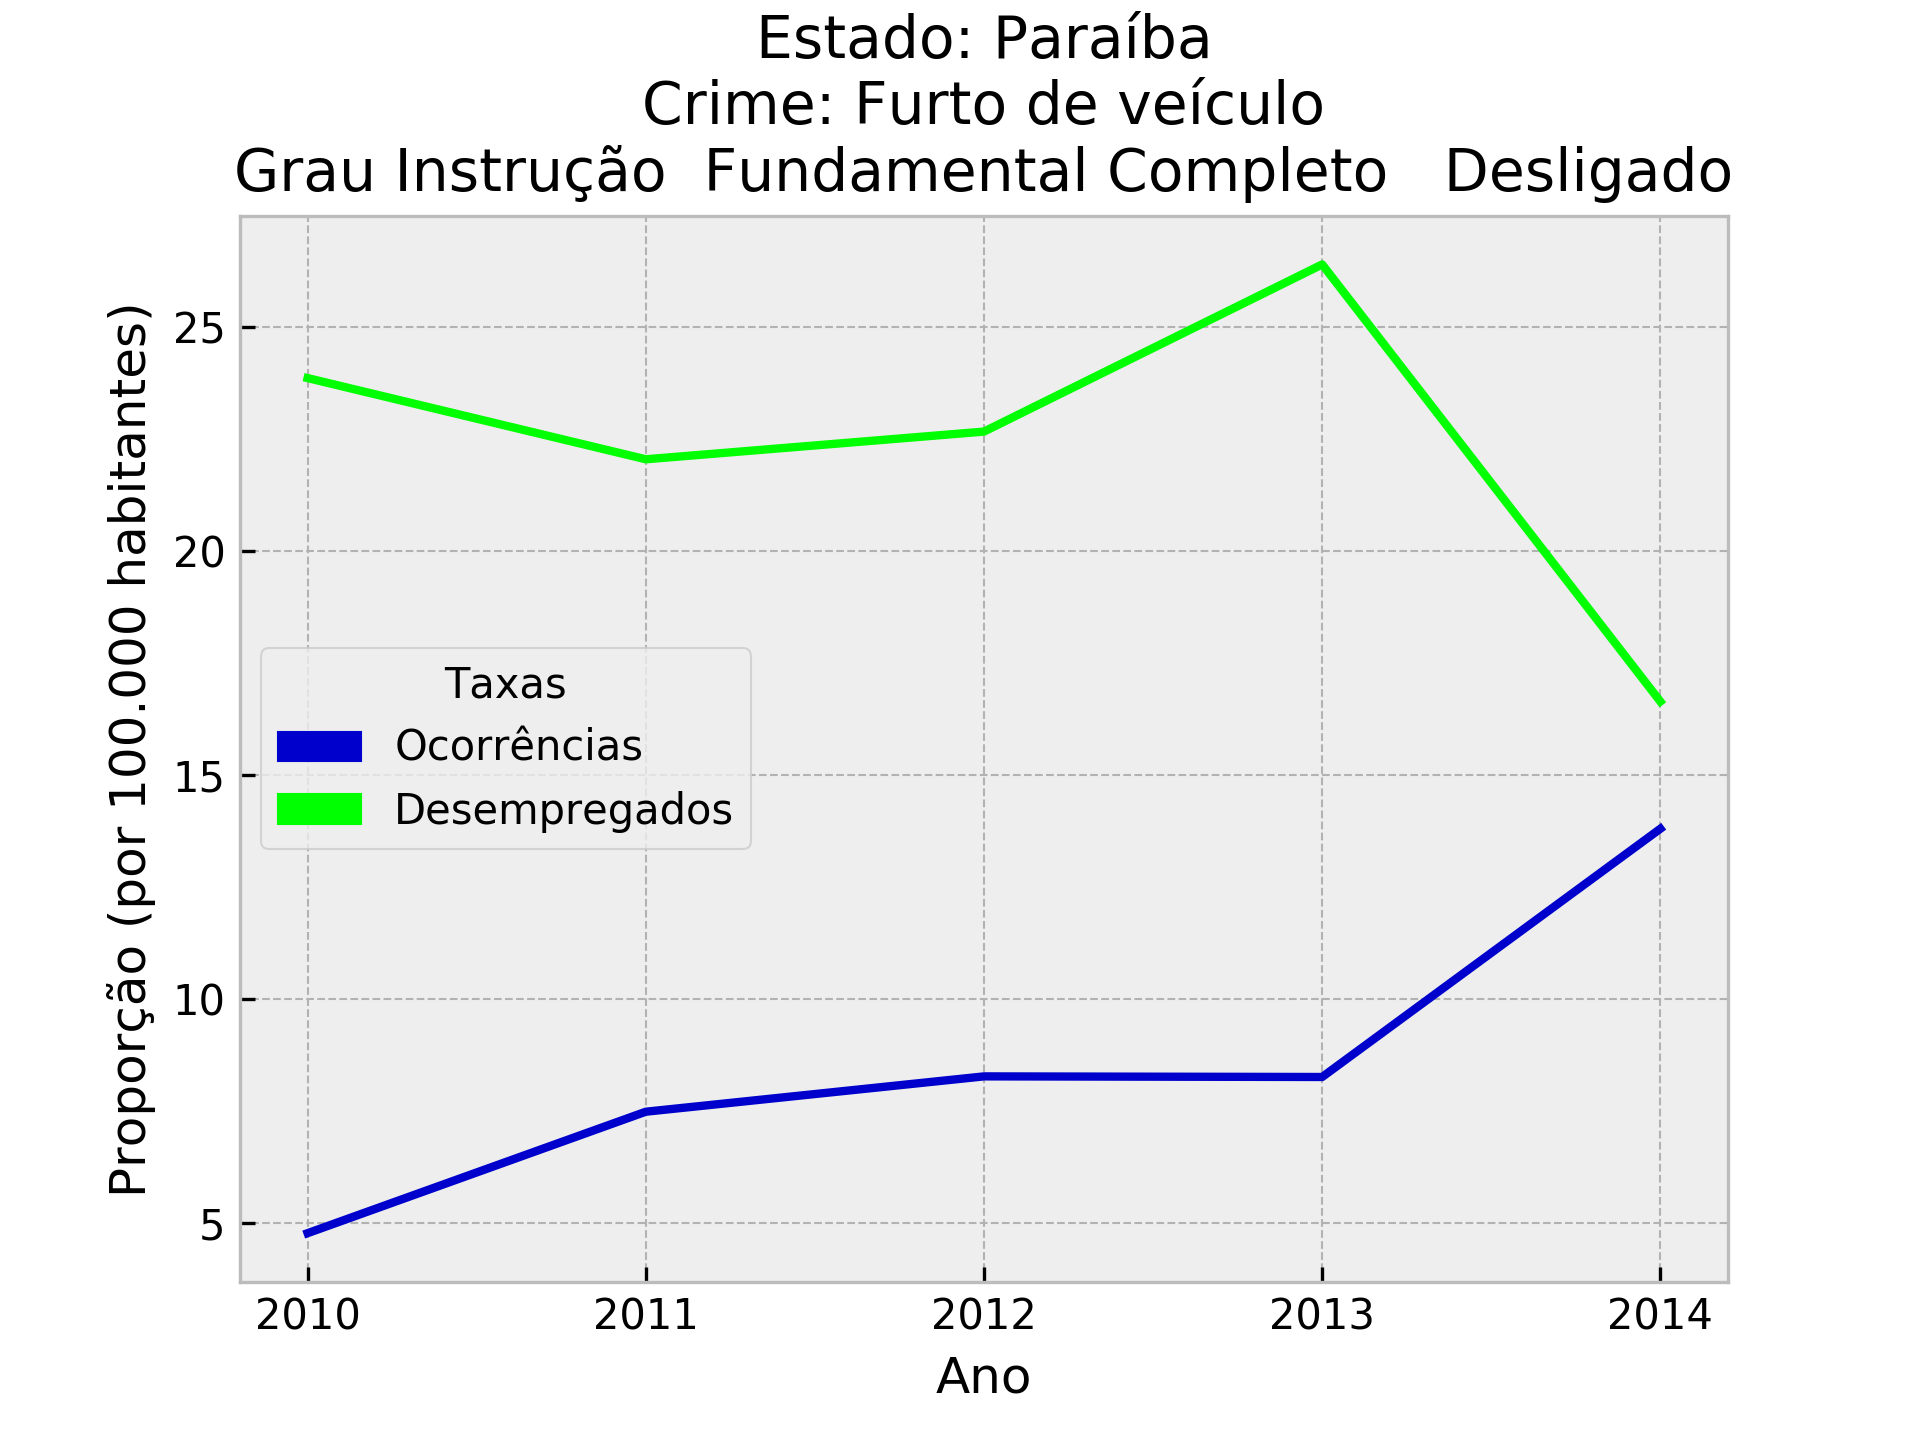 Estado: Paraíba
Crime: Furto de veículo
Grau Instrução  Fundamental Completo   Desligado
Proporção (por 100.000 habitantes)
25
20
15
10
5
Taxas
Ocorrências
Desempregados
2010 2011 2012 2013 2014
Ano